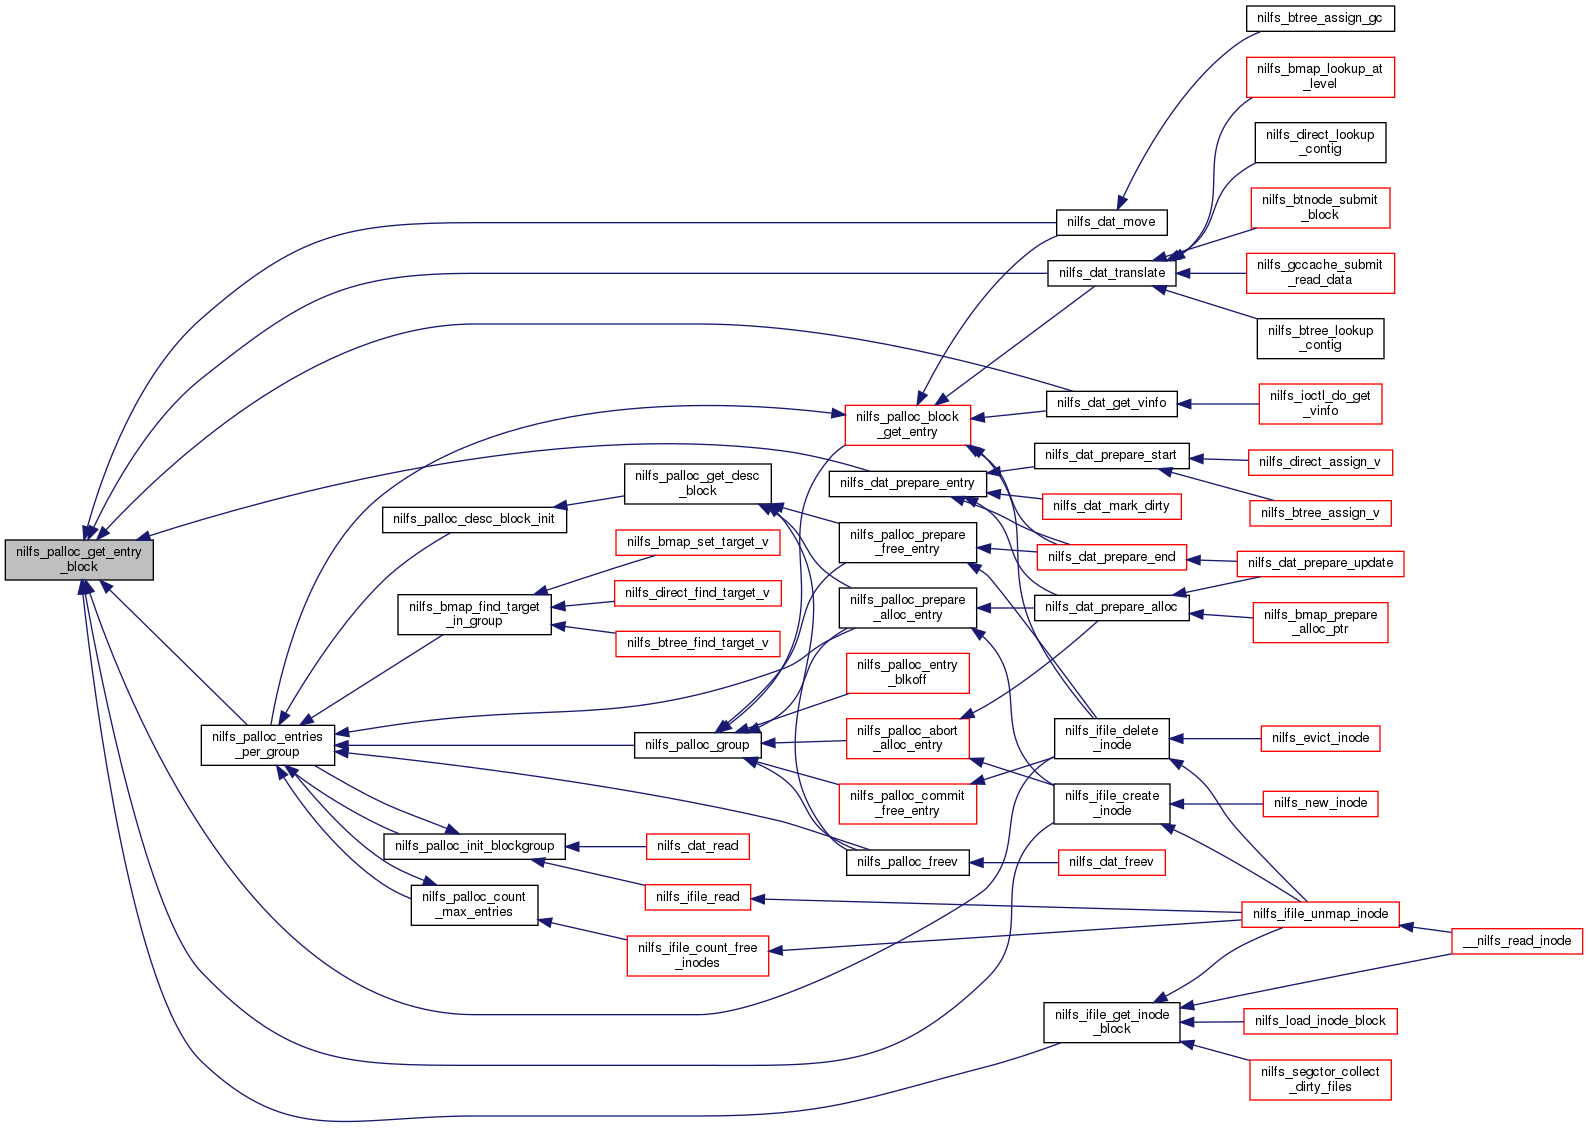 nilfs_palloc_get_entry
_block
nilfs_palloc_entries
_per_group
nilfs_palloc_desc_block_init
nilfs_bmap_find_target
_in_group
nilfs_palloc_init_blockgroup
nilfs_palloc_count
_max_entries
nilfs_palloc_get_desc
_block
nilfs_bmap_set_target_v
nilfs_direct_find_target_v
nilfs_btree_find_target_v
nilfs_palloc_group
nilfs_dat_read
nilfs_ifile_read
nilfs_ifile_count_free
_inodes
nilfs_palloc_block
_get_entry
nilfs_dat_prepare_entry
nilfs_palloc_prepare
_free_entry
nilfs_palloc_prepare
_alloc_entry
nilfs_palloc_entry
_blkoff
nilfs_palloc_abort
_alloc_entry
nilfs_palloc_commit
_free_entry
nilfs_palloc_freev
nilfs_dat_move
nilfs_dat_translate
nilfs_dat_get_vinfo
nilfs_dat_prepare_start
nilfs_dat_mark_dirty
nilfs_dat_prepare_end
nilfs_dat_prepare_alloc
nilfs_ifile_delete
_inode
nilfs_ifile_create
_inode
nilfs_dat_freev
nilfs_ifile_get_inode
_block
nilfs_btree_assign_gc
nilfs_bmap_lookup_at
_level
nilfs_direct_lookup
_contig
nilfs_btnode_submit
_block
nilfs_gccache_submit
_read_data
nilfs_btree_lookup
_contig
nilfs_ioctl_do_get
_vinfo
nilfs_direct_assign_v
nilfs_btree_assign_v
nilfs_dat_prepare_update
nilfs_bmap_prepare
_alloc_ptr
nilfs_evict_inode
nilfs_new_inode
nilfs_ifile_unmap_inode
__nilfs_read_inode
nilfs_load_inode_block
nilfs_segctor_collect
_dirty_files